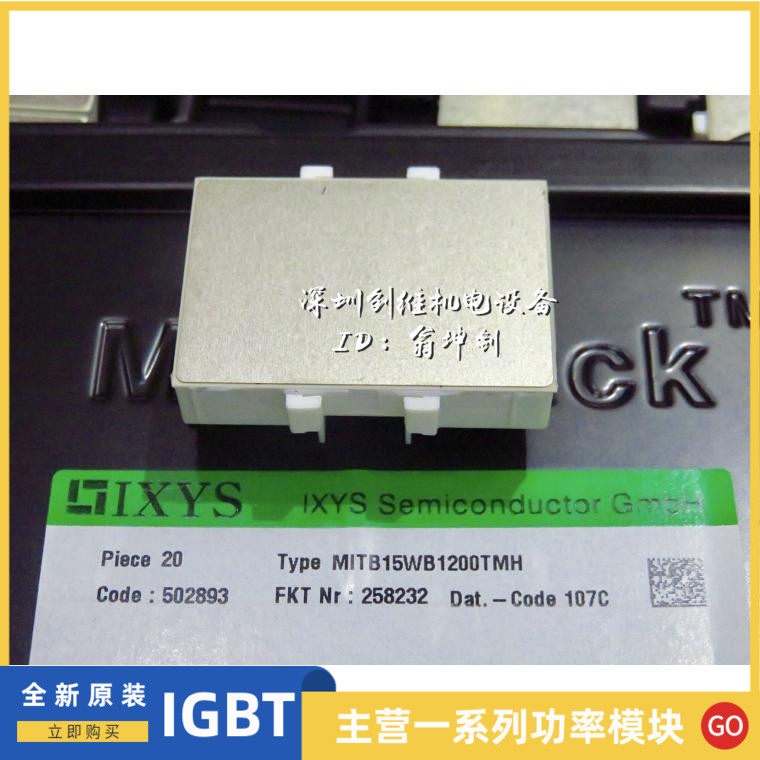 深圳创维机电设备
ID：翁坤制
ck TM
IXYS IXYS Semiconductor GmbH
Piece 20 Type MITB15WB1200TMH
Code : 502893 FKT Nr : 258232 Dat.-Code 107C
全新原装
立即购买
IGBT
主营一系列功率模块
GO